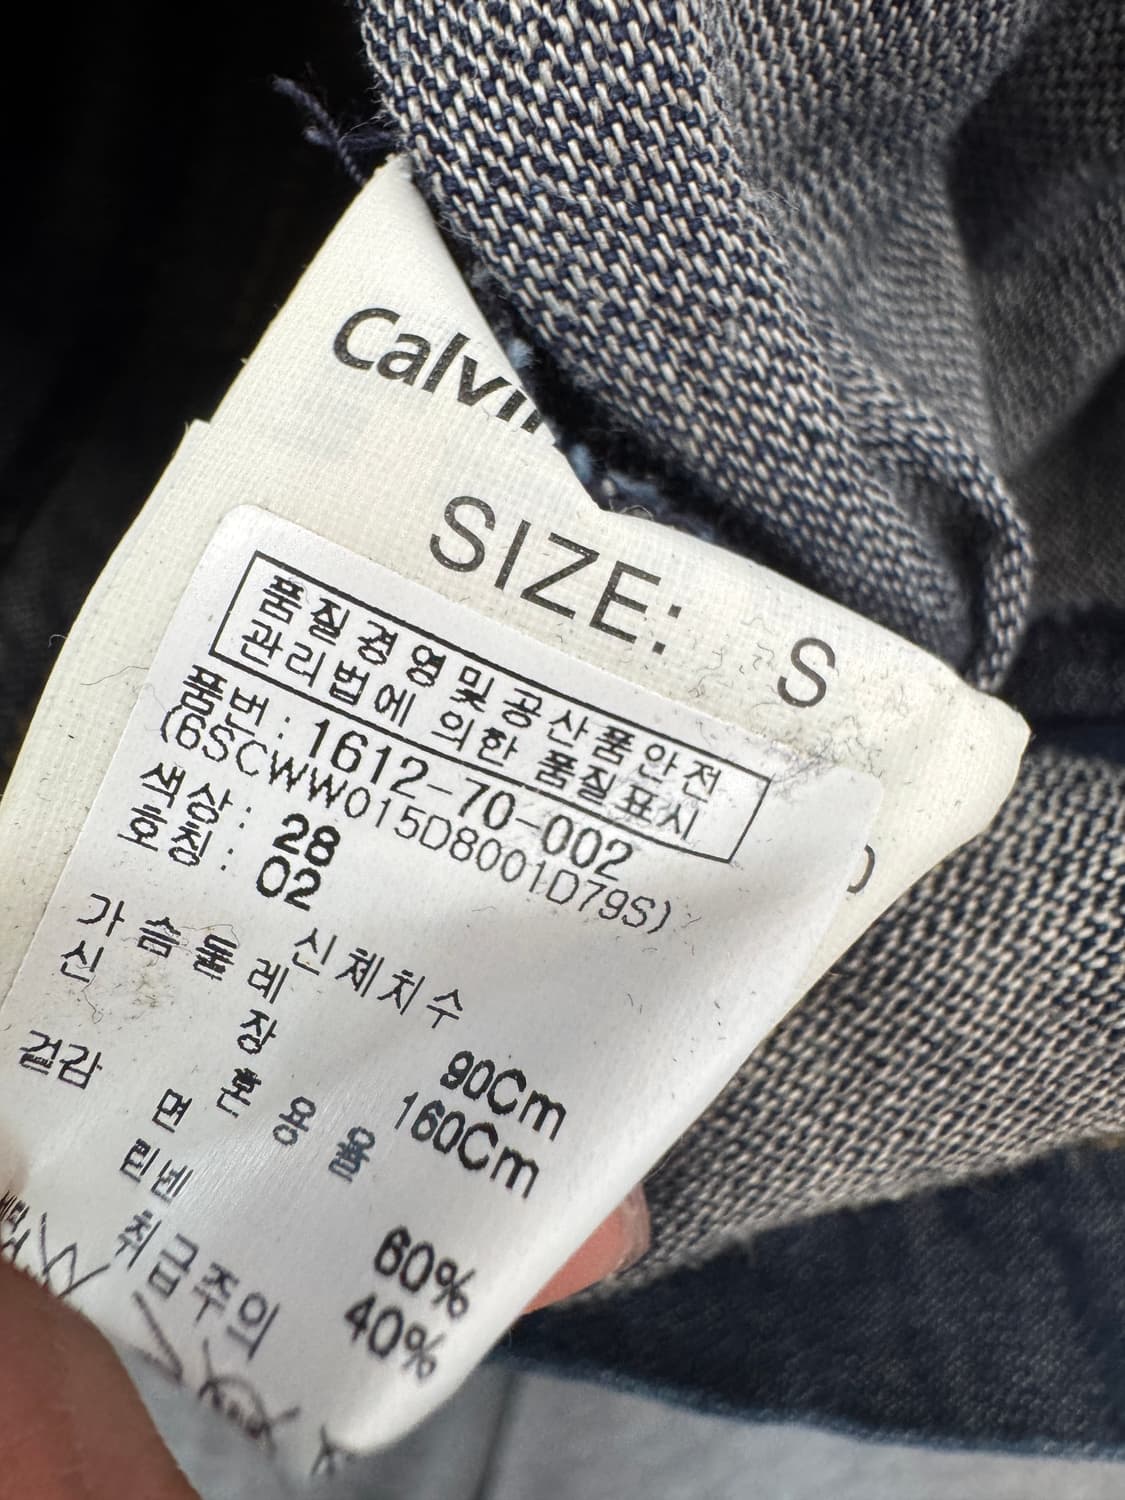 Calvin
SIZE: S
품질경영및공산품안전
관리법에 의한 품질표시
품번 : 1612-70-002
(6SCWW015D8001D79S)
색상 : 28
호칭 : 02
신체치수
가슴둘레 90Cm
신장 160Cm
겉감 혼용율
면 60%
린넨 40%
취급주의